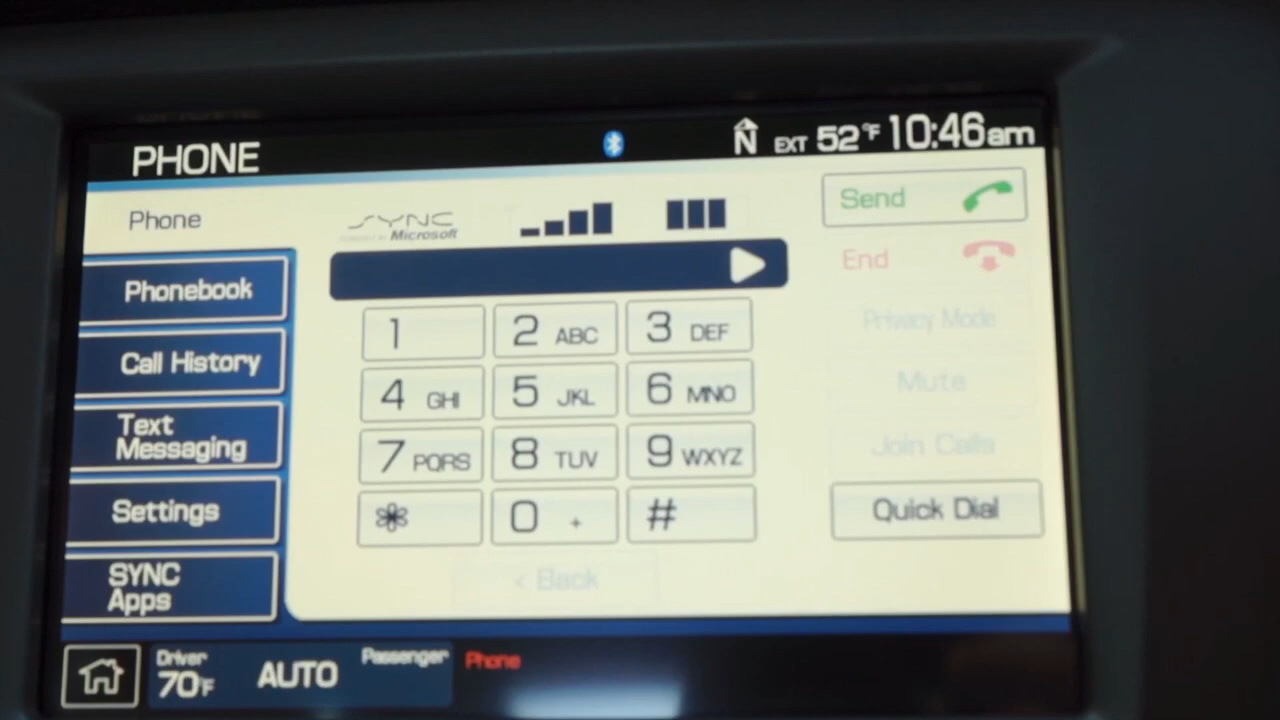 PHONE
N EXT 52°F 10:46am
Phone
SYNC
Microsoft
Send
End
Phonebook
1
2 ABC
3 DEF
Privacy Mode
Call History
4 GHI
5 JKL
6 MNO
Mute
Text
Messaging
7 PQRS
8 TUV
9 WXYZ
Join Calls
Settings
*
0 +
#
Quick Dial
SYNC
Apps
< Back
Driver
70°F
AUTO
Passenger
Phone